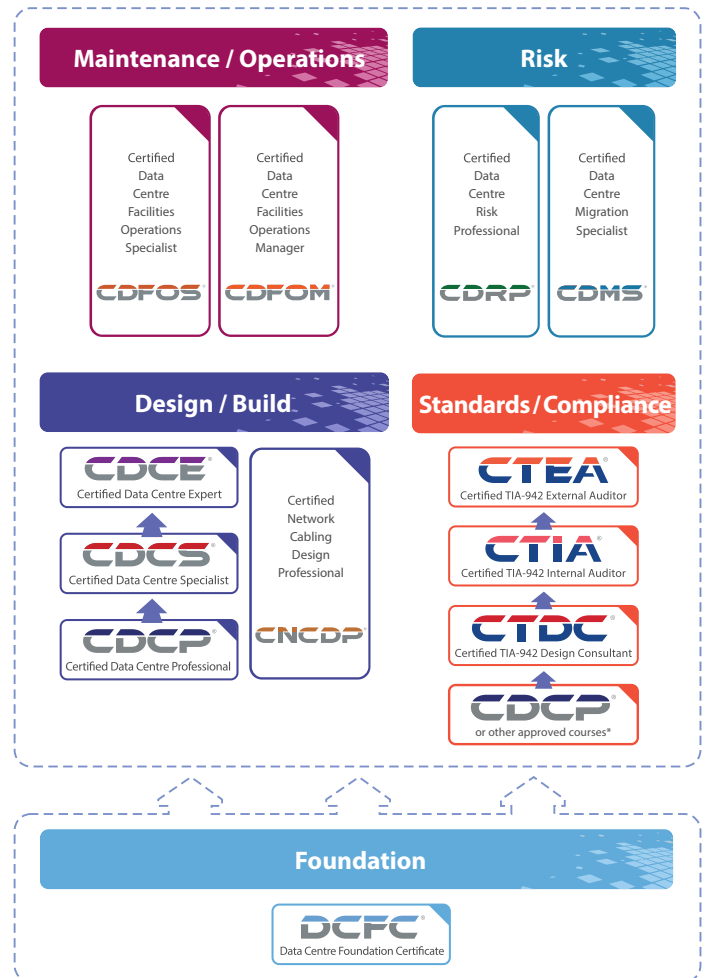 Maintenance / Operations
Certified
Data
Centre
Facilities
Operations
Specialist
CDFOS®
Certified
Data
Centre
Facilities
Operations
Manager
CDFOM®
Risk
Certified
Data
Centre
Risk
Professional
CDRP®
Certified
Data
Centre
Migration
Specialist
CDMS®
Design / Build
CDCE®
Certified Data Centre Expert
CDCS®
Certified Data Centre Specialist
CDCP®
Certified Data Centre Professional
Certified
Network
Cabling
Design
Professional
CNCDP®
Standards / Compliance
CTEA®
Certified TIA-942 External Auditor
CTIA®
Certified TIA-942 Internal Auditor
CTDC®
Certified TIA-942 Design Consultant
CDCP®
or other approved courses*
Foundation
DCFC®
Data Centre Foundation Certificate